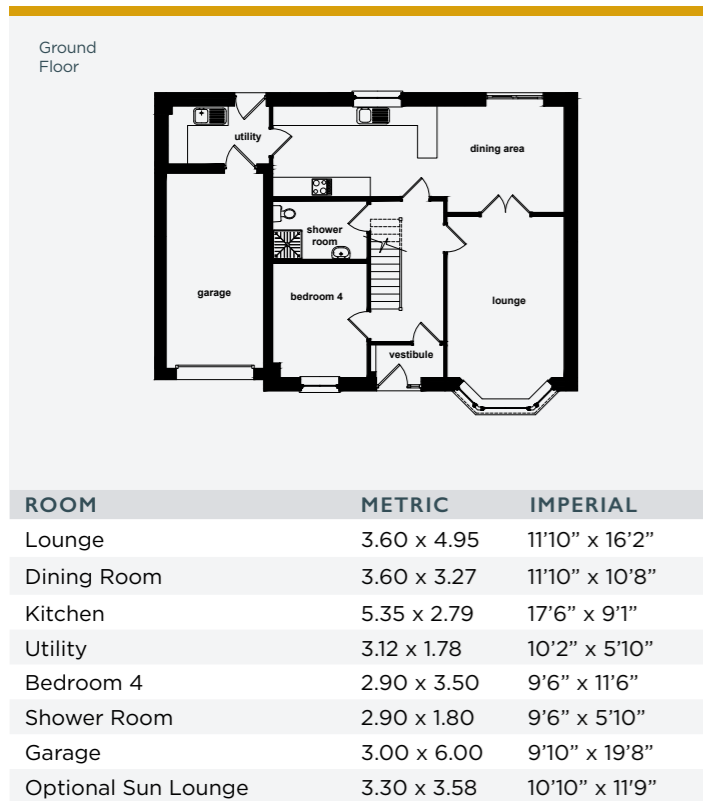 Ground
Floor
utility
dining area
shower
room
garage
bedroom 4
lounge
vestibule
ROOM METRIC IMPERIAL
Lounge 3.60 x 4.95 11’10” x 16’2”
Dining Room 3.60 x 3.27 11’10” x 10’8”
Kitchen 5.35 x 2.79 17’6” x 9’1”
Utility 3.12 x 1.78 10’2” x 5’10”
Bedroom 4 2.90 x 3.50 9’6” x 11’6”
Shower Room 2.90 x 1.80 9’6” x 5’10”
Garage 3.00 x 6.00 9’10” x 19’8”
Optional Sun Lounge 3.30 x 3.58 10’10” x 11'9”